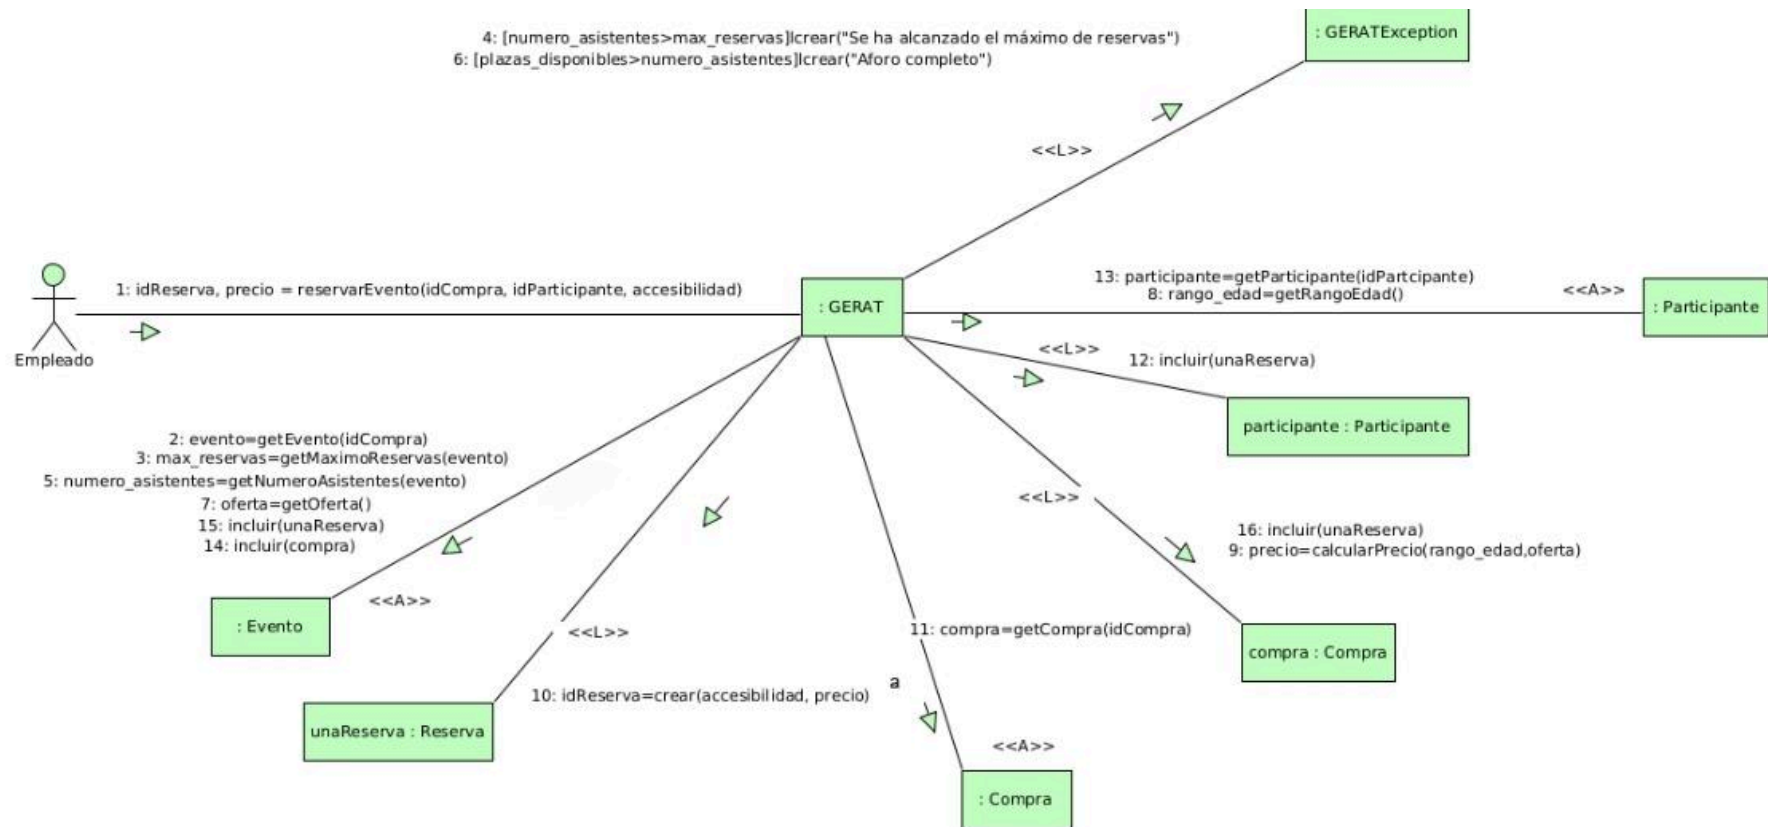 4: [numero_asistentes>max_reservas]lcrear("Se ha alcanzado el máximo de reservas")
6: [plazas_disponibles>numero_asistentes]lcrear("Aforo completo")
: GERATException
<<L>>
1: idReserva, precio = reservarEvento(idCompra, idParticipante, accesibilidad)
Empleado
: GERAT
13: participante=getParticipante(idPartcipante)
8: rango_edad=getRangoEdad()
<<A>>
: Participante
<<L>>
12: incluir(unaReserva)
participante : Participante
2: evento=getEvento(idCompra)
3: max_reservas=getMaximoReservas(evento)
5: numero_asistentes=getNumeroAsistentes(evento)
7: oferta=getOferta()
15: incluir(unaReserva)
14: incluir(compra)
<<A>>
: Evento
<<L>>
16: incluir(unaReserva)
9: precio=calcularPrecio(rango_edad,oferta)
compra : Compra
<<L>>
10: idReserva=crear(accesibilidad, precio)
unaReserva : Reserva
11: compra=getCompra(idCompra)
a
<<A>>
: Compra